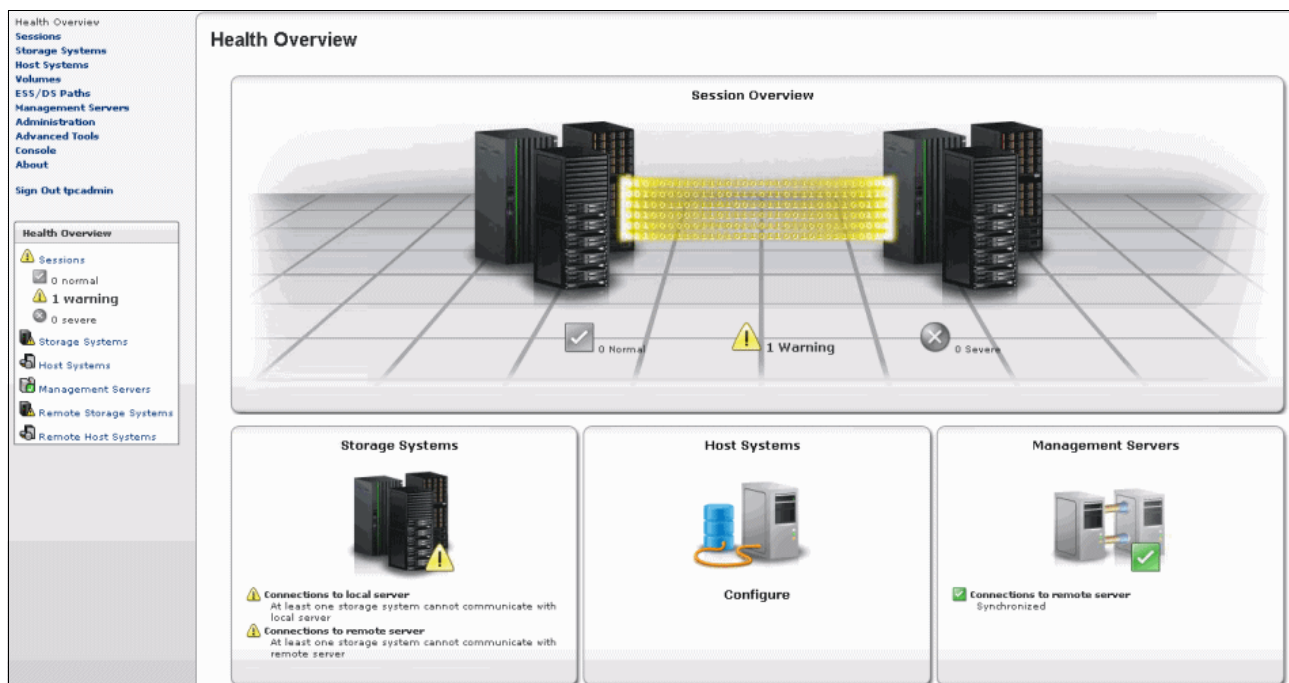 Health Overview
Sessions
Storage Systems
Host Systems
Volumes
ESS/DS Paths
Management Servers
Administration
Advanced Tools
Console
About
Sign Out tpcadmin
Health Overview
Sessions
0 normal
1 warning
0 severe
Storage Systems
Host Systems
Management Servers
Remote Storage Systems
Remote Host Systems
Health Overview
Session Overview
0 Normal
1 Warning
0 Severe
Storage Systems
Connections to local server
At least one storage system cannot communicate with
local server
Connections to remote server
At least one storage system cannot communicate with
remote server
Host Systems
Configure
Management Servers
Connections to remote server
Synchronized